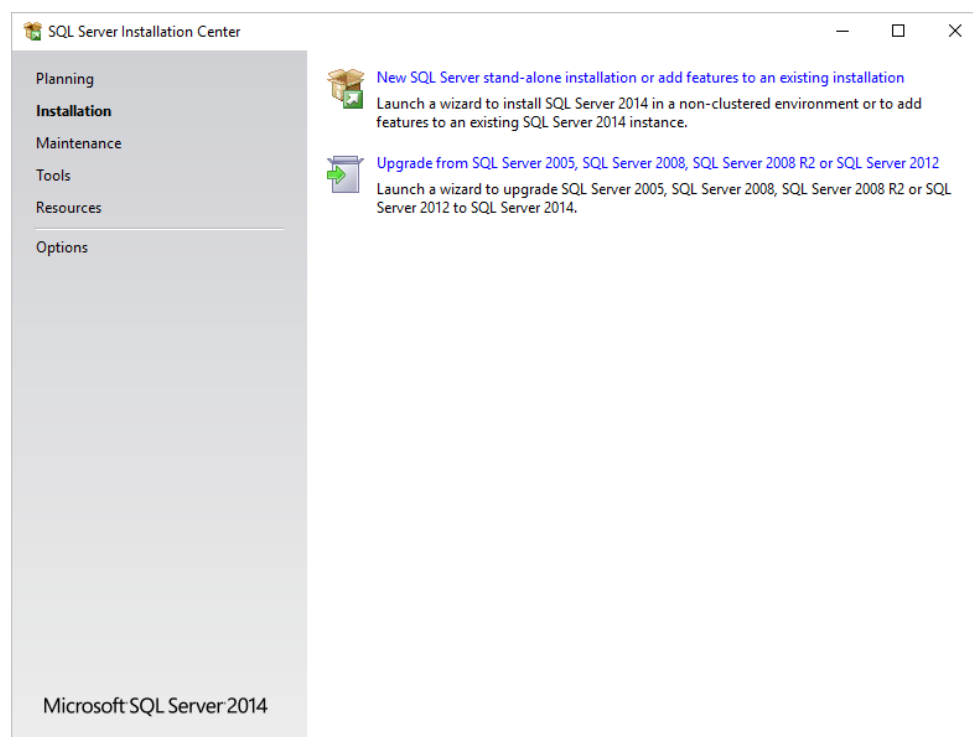 SQL Server Installation Center
Planning
Installation
Maintenance
Tools
Resources
Options
New SQL Server stand-alone installation or add features to an existing installation
Launch a wizard to install SQL Server 2014 in a non-clustered environment or to add
features to an existing SQL Server 2014 instance.
Upgrade from SQL Server 2005, SQL Server 2008, SQL Server 2008 R2 or SQL Server 2012
Launch a wizard to upgrade SQL Server 2005, SQL Server 2008, SQL Server 2008 R2 or SQL
Server 2012 to SQL Server 2014.
Microsoft SQL Server 2014